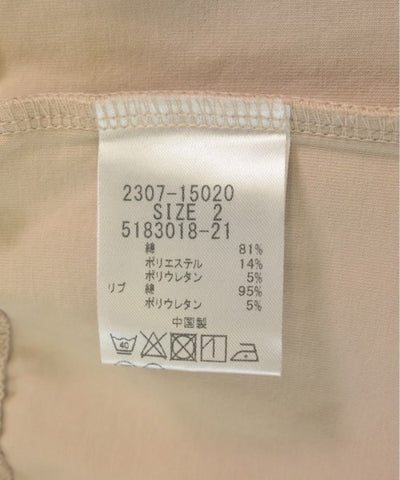 2307-15020
SIZE 2
5183018-21
綿 81%
ポリエステル 14%
ポリウレタン 5%
リブ 綿 95%
ポリウレタン 5%
中国製
40